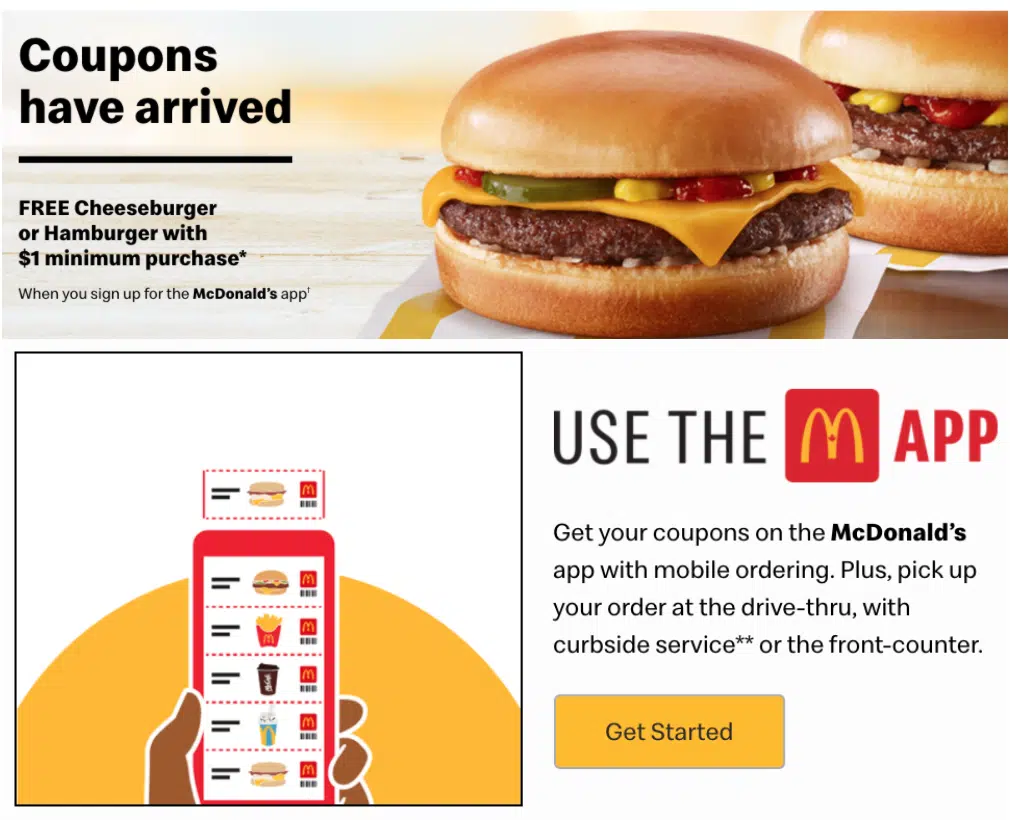 Coupons
have arrived
FREE Cheeseburger
or Hamburger with
$1 minimum purchase*
When you sign up for the McDonald's app†
USE THE M APP
Get your coupons on the McDonald's
app with mobile ordering. Plus, pick up
your order at the drive-thru, with
curbside service** or the front-counter.
Get Started